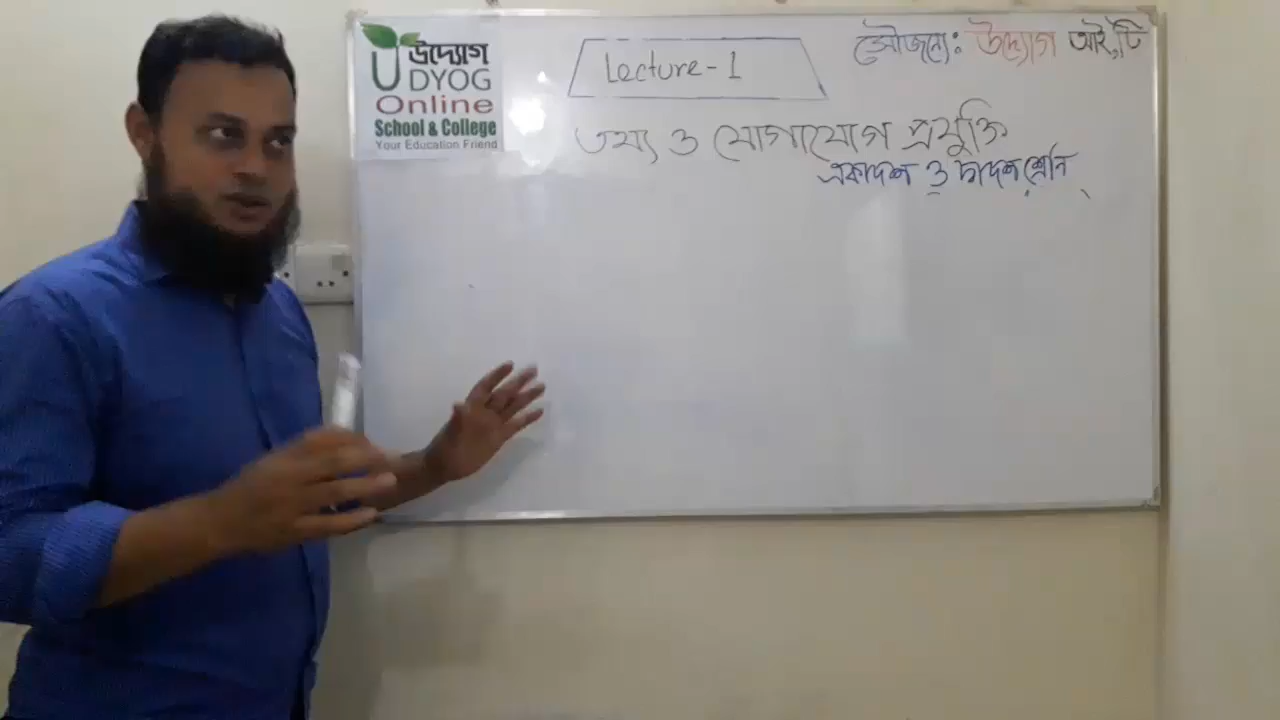 উদ্যোগ
UDYOG
Online
School & College
Your Education Friend
Lecture-1
সৌজন্যে: উদ্যোগ আই,টি
তথ্য ও যোগাযোগ প্রযুক্তি
একাদশ ও দ্বাদশ শ্রেনি